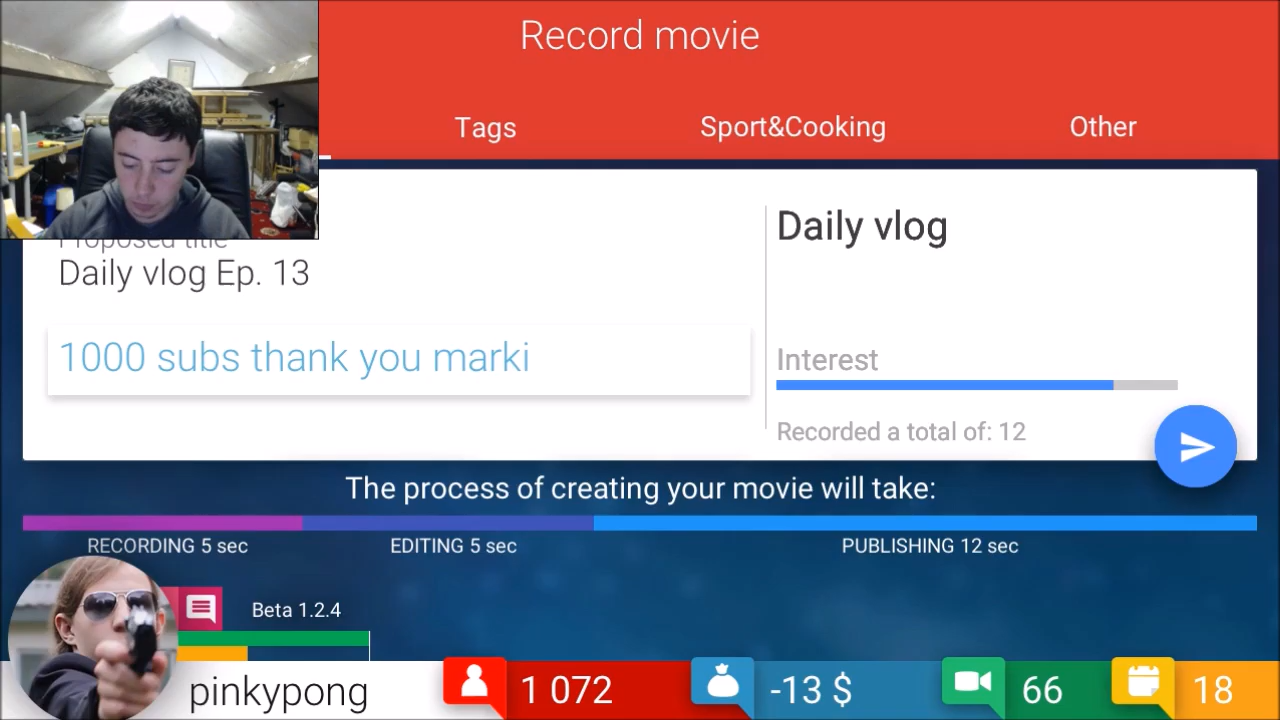 Record movie
Tags
Sport&Cooking
Other
Proposed title
Daily vlog Ep. 13
1000 subs thank you marki
Daily vlog
Interest
Recorded a total of: 12
The process of creating your movie will take:
RECORDING 5 sec
EDITING 5 sec
PUBLISHING 12 sec
Beta 1.2.4
pinkypong
1 072
-13 $
66
18